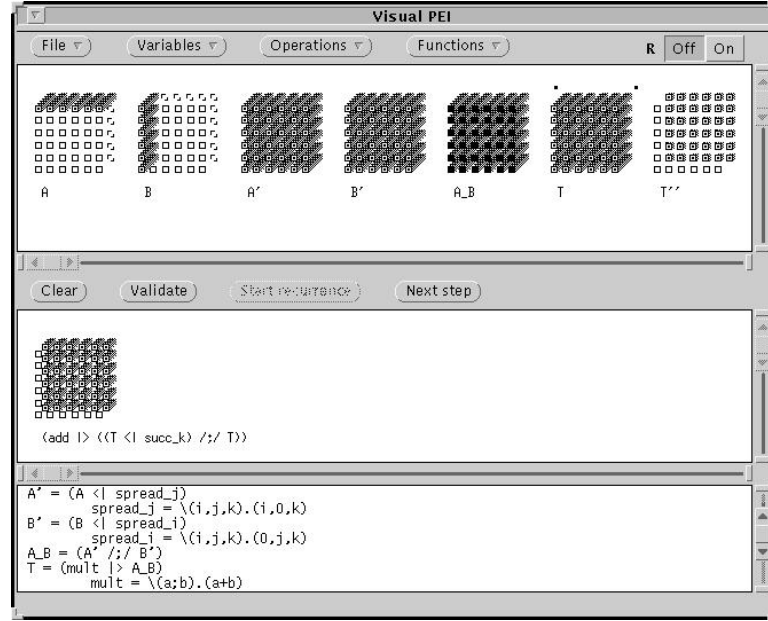 Visual PEI
File Variables Operations Functions R Off On
A B A' B' A_B T T''
Clear Validate Start recurrence Next step
(add |> ((T <| succ_k) /;/ T))
A' = (A <| spread_j)
spread_j = \(i,j,k).(i,0,k)
B' = (B <| spread_i)
spread_i = \(i,j,k).(0,j,k)
A_B = (A' /;/ B')
T = (mult |> A_B)
mult = \(a;b).(a+b)